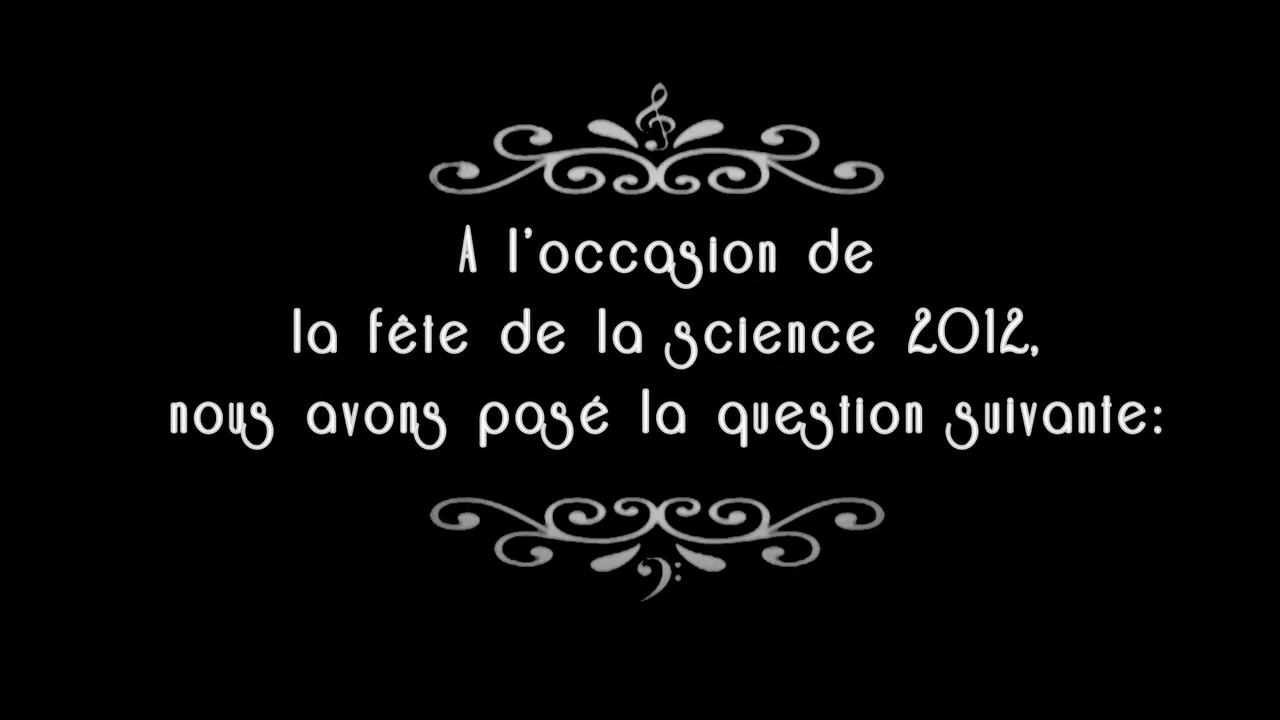 A l'occasion de
la fête de la science 2012,
nous avons posé la question suivante: